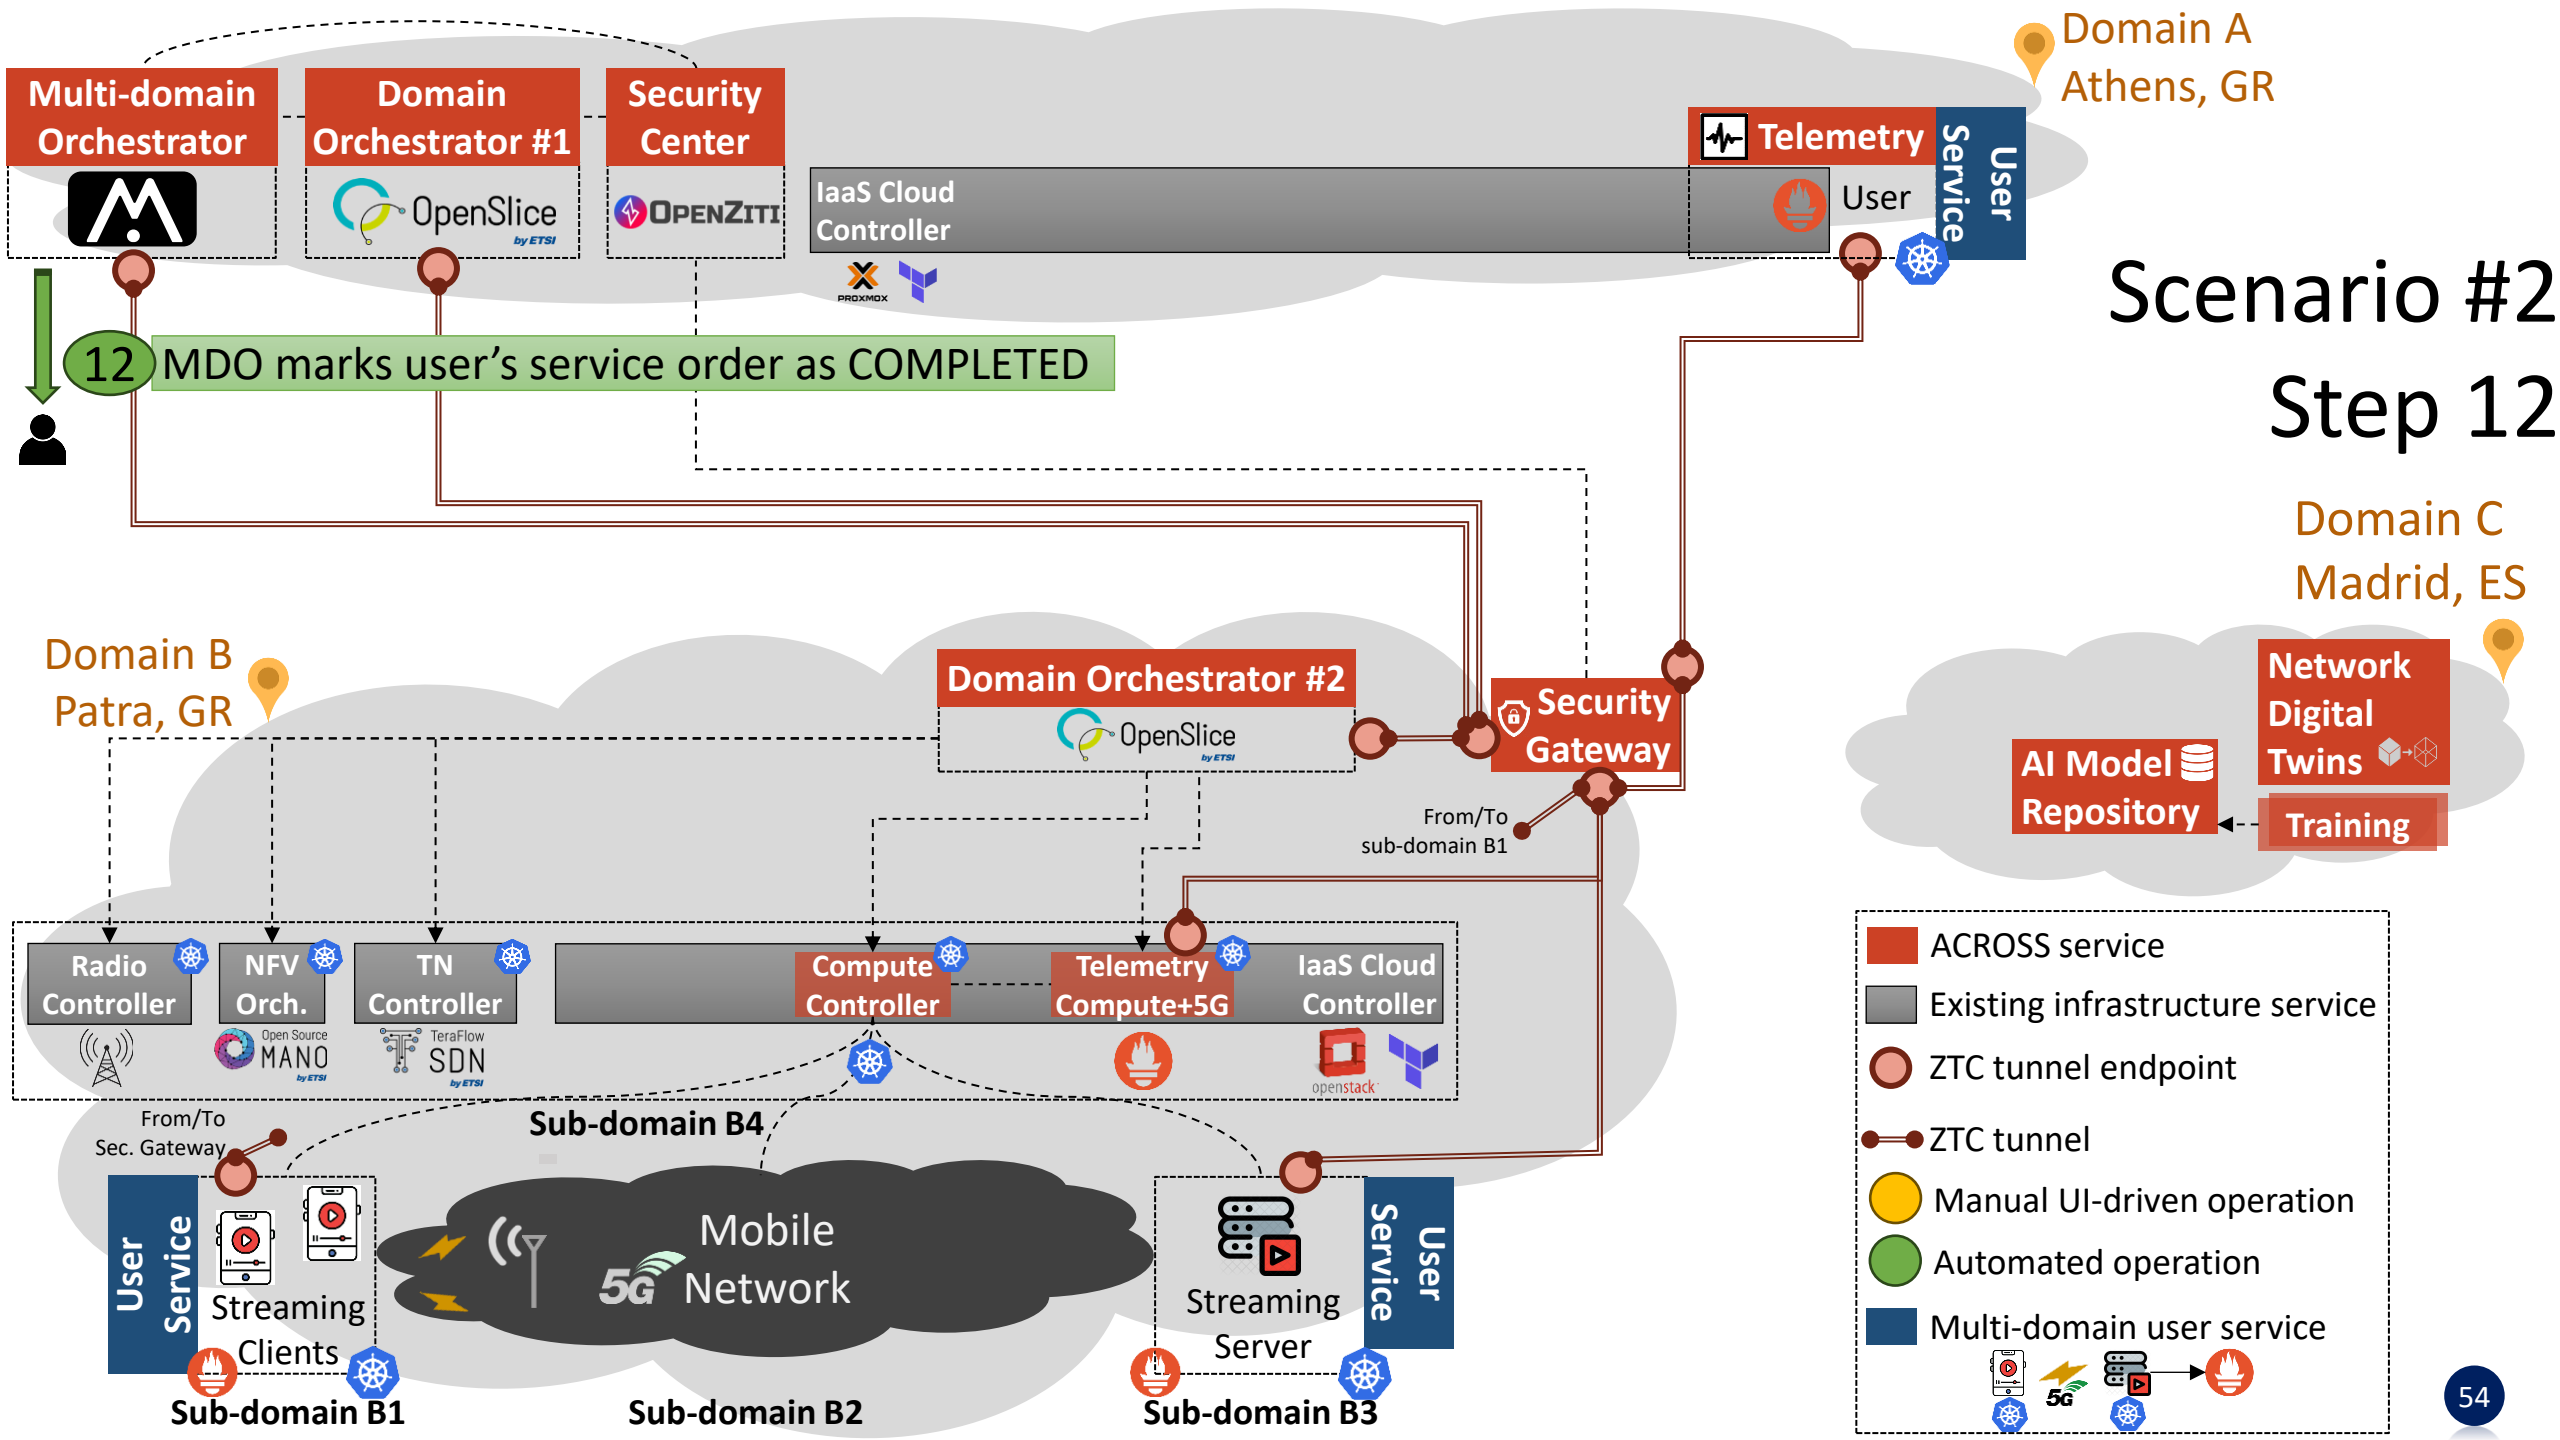 Domain A
Athens, GR
Multi-domain
Orchestrator
Domain
Orchestrator #1
Security
Center
OpenSlice
by ETSI
OPENZITI
IaaS Cloud
Controller
PROXMOX
Telemetry
User
User
Service
Scenario #2
Step 12
12
MDO marks user's service order as COMPLETED
Domain C
Madrid, ES
Domain B
Patra, GR
Domain Orchestrator #2
OpenSlice
by ETSI
Security
Gateway
Network
Digital
Twins
AI Model
Repository
Training
From/To
sub-domain B1
Radio
Controller
NFV
Orch.
TN
Controller
Compute
Controller
Telemetry
Compute+5G
IaaS Cloud
Controller
Open Source
MANO
by ETSI
TeraFlow
SDN
by ETSI
openstack
Sub-domain B4
From/To
Sec. Gateway
User
Service
Streaming
Clients
Sub-domain B1
5G
Mobile
Network
Sub-domain B2
Streaming
Server
User
Service
Sub-domain B3
ACROSS service
Existing infrastructure service
ZTC tunnel endpoint
ZTC tunnel
Manual UI-driven operation
Automated operation
Multi-domain user service
5G
54